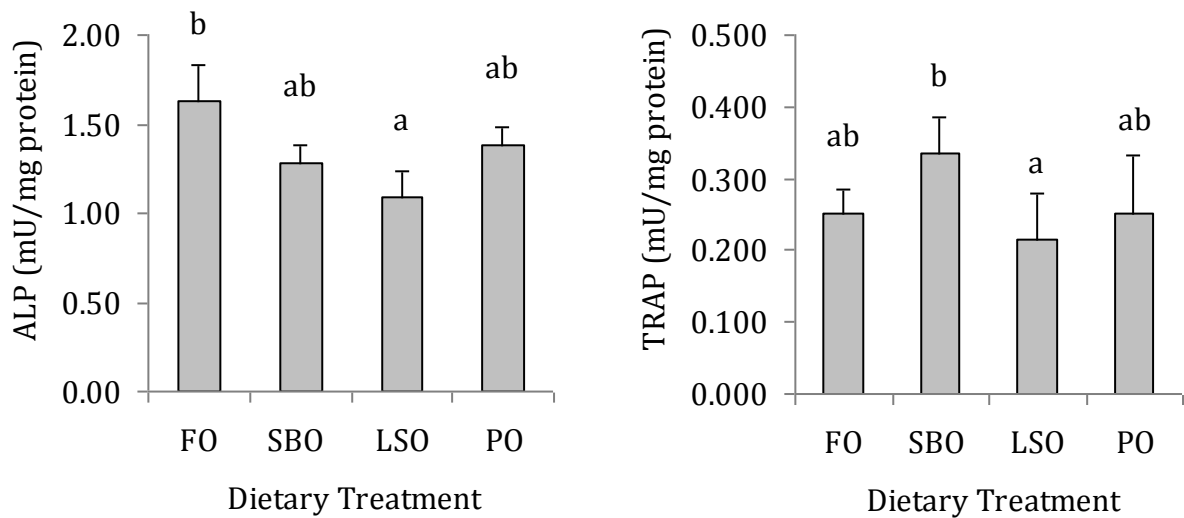 ALP (mU/mg protein)
2.00
1.50
1.00
0.50
0.00
b
ab
a
ab
FO SBO LSO PO
Dietary Treatment
TRAP (mU/mg protein)
0.500
0.400
0.300
0.200
0.100
0.000
ab
b
a
ab
FO SBO LSO PO
Dietary Treatment